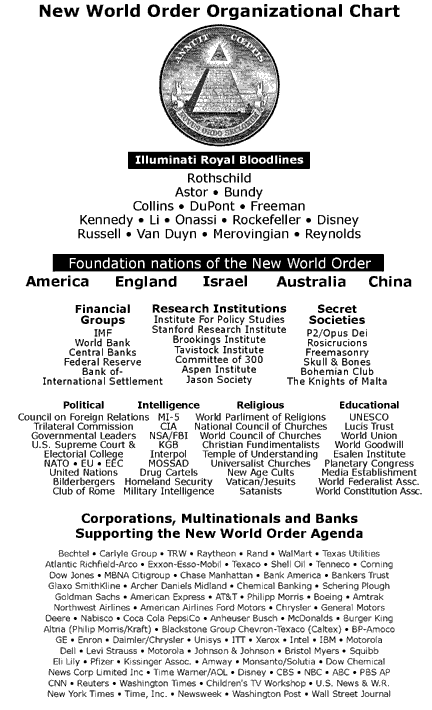 New World Order Organizational Chart
ANNUIT CŒPTIS
NOVUS ORDO SECLORUM
Illuminati Royal Bloodlines
Rothschild
Astor • Bundy
Collins • DuPont • Freeman
Kennedy • Li • Onassi • Rockefeller • Disney
Russell • Van Duyn • Merovingian • Reynolds
Foundation nations of the New World Order
America England Israel Australia China
Financial
Groups
IMF
World Bank
Central Banks
Federal Reserve
Bank of-
International Settlement
Research Institutions
Institute For Policy Studies
Stanford Research Institute
Brookings Institute
Tavistock Institute
Committee of 300
Aspen Institute
Jason Society
Secret
Societies
P2/Opus Dei
Rosicrucions
Freemasonry
Skull & Bones
Bohemian Club
The Knights of Malta
Political
Council on Foreign Relations
Trilateral Commission
Governmental Leaders
U.S. Supreme Court &
Electorial College
NATO • EU • EEC
United Nations
Bilderbergers
Club of Rome
Intelligence
MI-5
CIA
NSA/FBI
KGB
Interpol
MOSSAD
Drug Cartels
Homeland Security
Military Intelligence
Religious
World Parliment of Religions
National Council of Churches
World Council of Churches
Christian Fundimentlists
Temple of Understanding
Universalist Churches
New Age Cults
Vatican/Jesuits
Satanists
Educational
UNESCO
Lucis Trust
World Union
World Goodwill
Esalen Institute
Planetary Congress
Media Establishment
World Federalist Assc.
World Constitution Assc.
Corporations, Multinationals and Banks
Supporting the New World Order Agenda
Bechtel • Carlyle Group • TRW • Raytheon • Rand • WalMart • Texas Utilities
Atlantic Richfield-Arco • Exxon-Esso-Mobil • Texaco • Shell Oil • Tenneco • Corning
Dow Jones • MBNA Citigroup • Chase Manhattan • Bank America • Bankers Trust
Glaxo SmithKline • Archer Daniels Midland • Chemical Banking • Schering Plough
Goldman Sachs • American Express • AT&T • Philipp Morris • Boeing • Amtrak
Northwest Airlines • American Airlines Ford Motors • Chrysler • General Motors
Deere • Nabisco • Coca Cola PepsiCo • Anheuser Busch • McDonalds • Burger King
Altria (Philip Morris/Kraft) • Blackstone Group Chevron-Texaco (Caltex) • BP-Amoco
GE • Enron • Daimler/Chrysler • Unisys • ITT • Xerox • Intel • IBM • Motorola
Dell • Levi Strauss • Motorola • Johnson & Johnson • Bristol Myers • Squibb
Eli Lily • Pfizer • Kissinger Assoc. • Amway • Monsanto/Solutia • Dow Chemical
News Corp Limited Inc • Time Warner/AOL • Disney • CBS • NBC • ABC • PBS AP
CNN • Reuters • Washington Times • Children's TV Workshop • U.S. News & W.R.
New York Times • Time, Inc. • Newsweek • Washington Post • Wall Street Journal